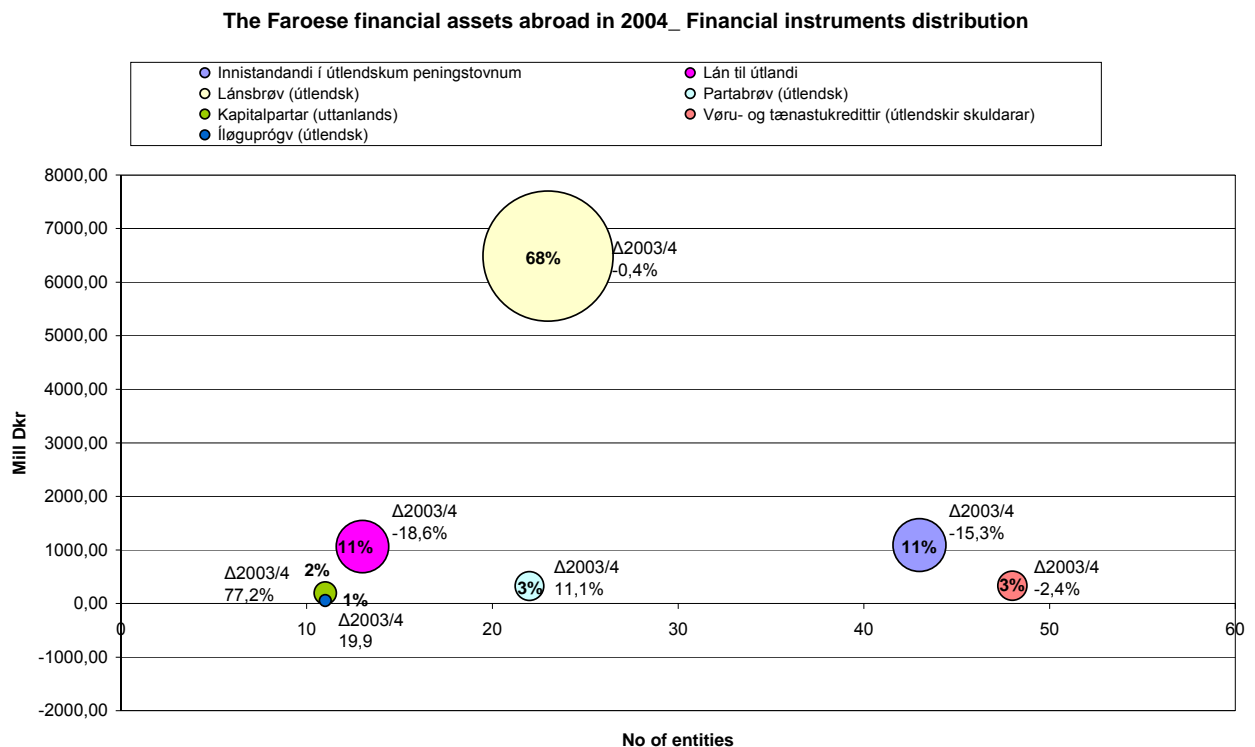 The Faroese financial assets abroad in 2004_ Financial instruments distribution
Innistandandi í útlendskum peningstovnum
Lán til útlandi
Lánsbrøv (útlendsk)
Partabrøv (útlendsk)
Kapitalpartar (uttanlands)
Vøru- og tænastukredittir (útlendskir skuldarar)
Íløguprógv (útlendsk)
8000,00
7000,00
6000,00
5000,00
4000,00
3000,00
2000,00
1000,00
0,00
-1000,00
-2000,00
Mill Dkr
68%
Δ2003/4
-0,4%
11%
Δ2003/4
-18,6%
11%
Δ2003/4
-15,3%
2%
Δ2003/4
77,2%
1%
Δ2003/4
19,9
3%
Δ2003/4
11,1%
3%
Δ2003/4
-2,4%
0
10
20
30
40
50
60
No of entities